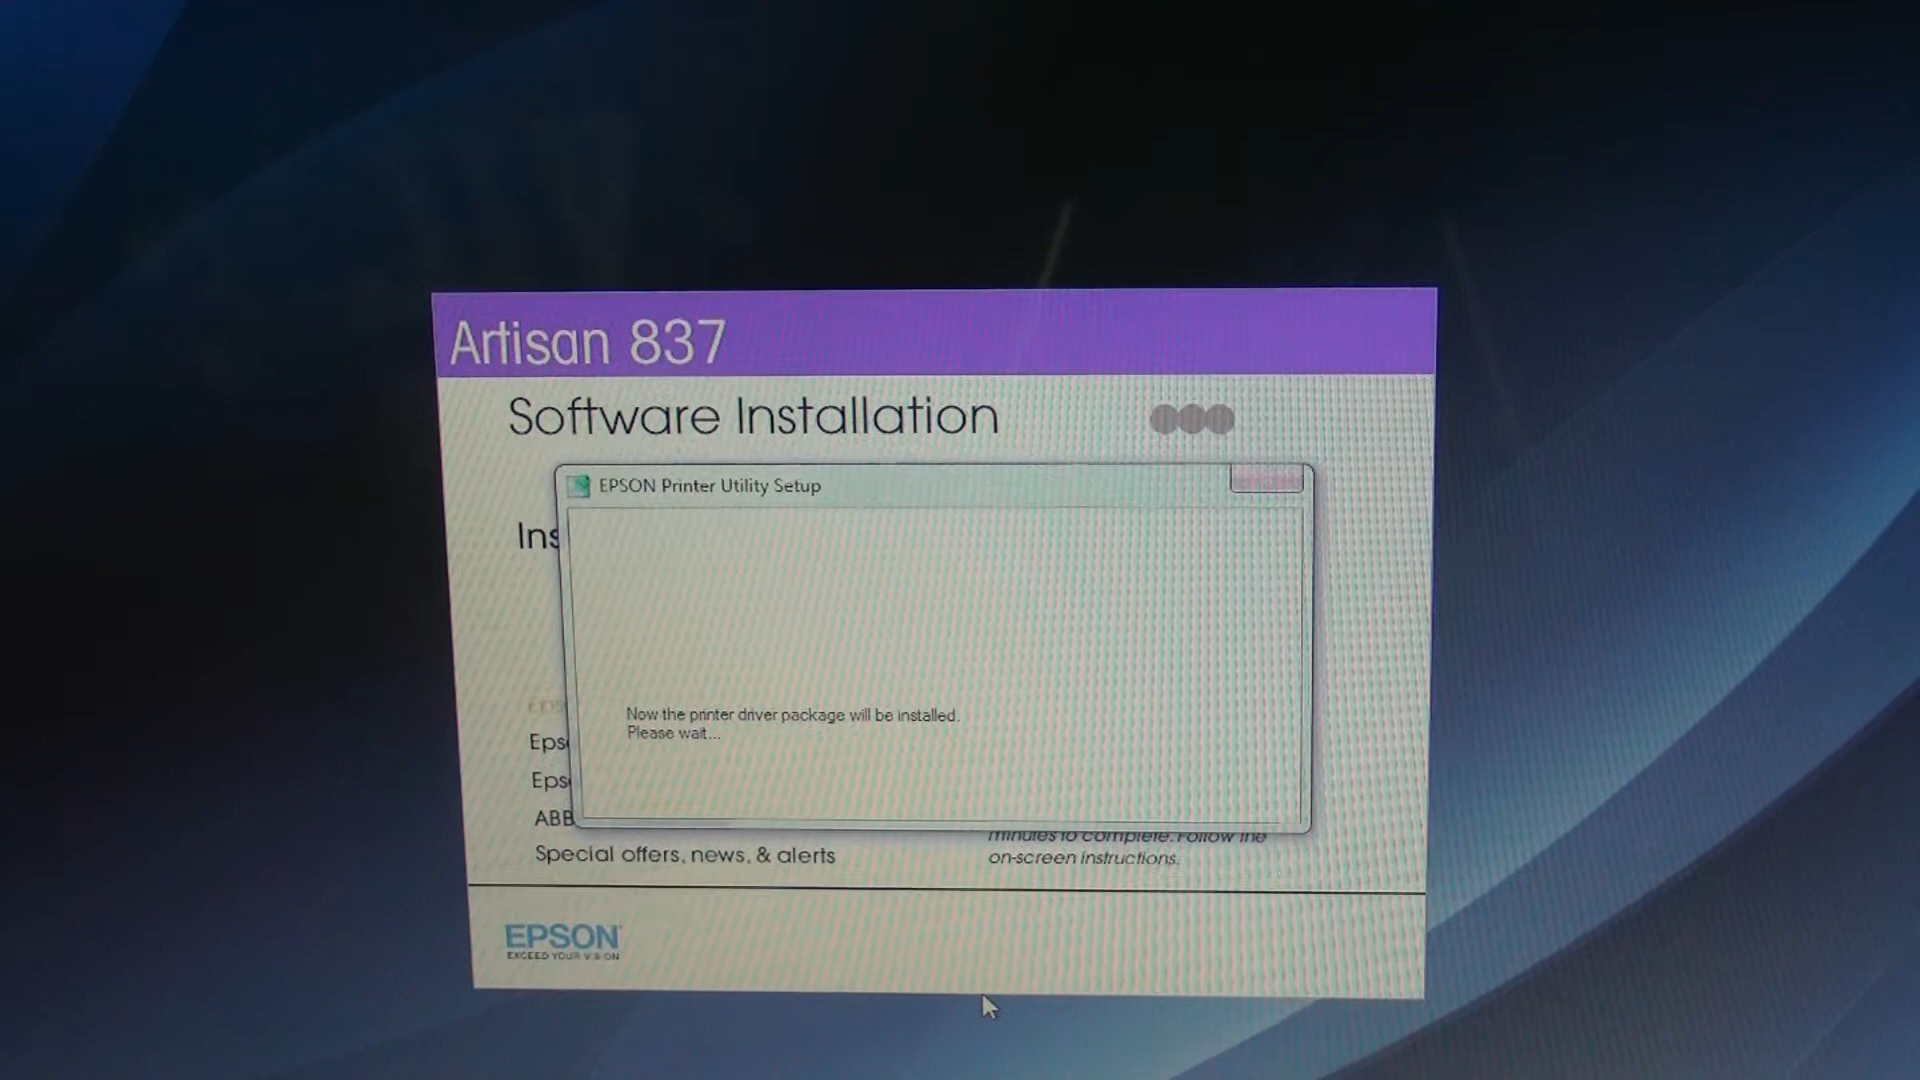 Artisan 837
Software Installation
EPSON Printer Utility Setup
Ins
Now the printer driver package will be installed.
Please wait...
Eps
Eps
Eps
ABB
minutes to complete. Follow the
Special offers, news, & alerts
on-screen instructions.
EPSON
EXCEED YOUR VISION